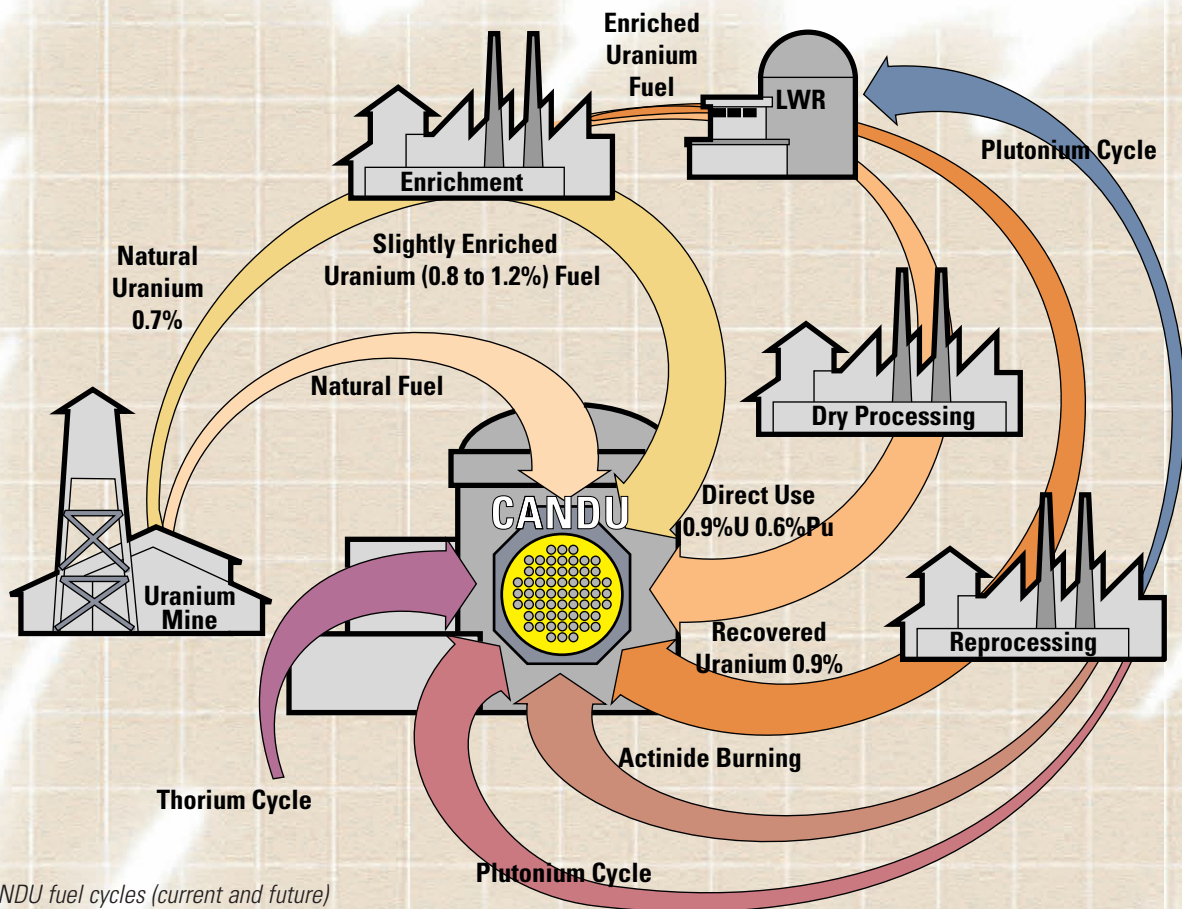 Enriched
Uranium
Fuel
LWR
Plutonium Cycle
Enrichment
Natural
Uranium
0.7%
Slightly Enriched
Uranium (0.8 to 1.2%) Fuel
Natural Fuel
Dry Processing
CANDU
Direct Use
0.9%U 0.6%Pu
Uranium
Mine
Recovered
Uranium 0.9%
Reprocessing
Actinide Burning
Thorium Cycle
Plutonium Cycle
NDU fuel cycles (current and future)